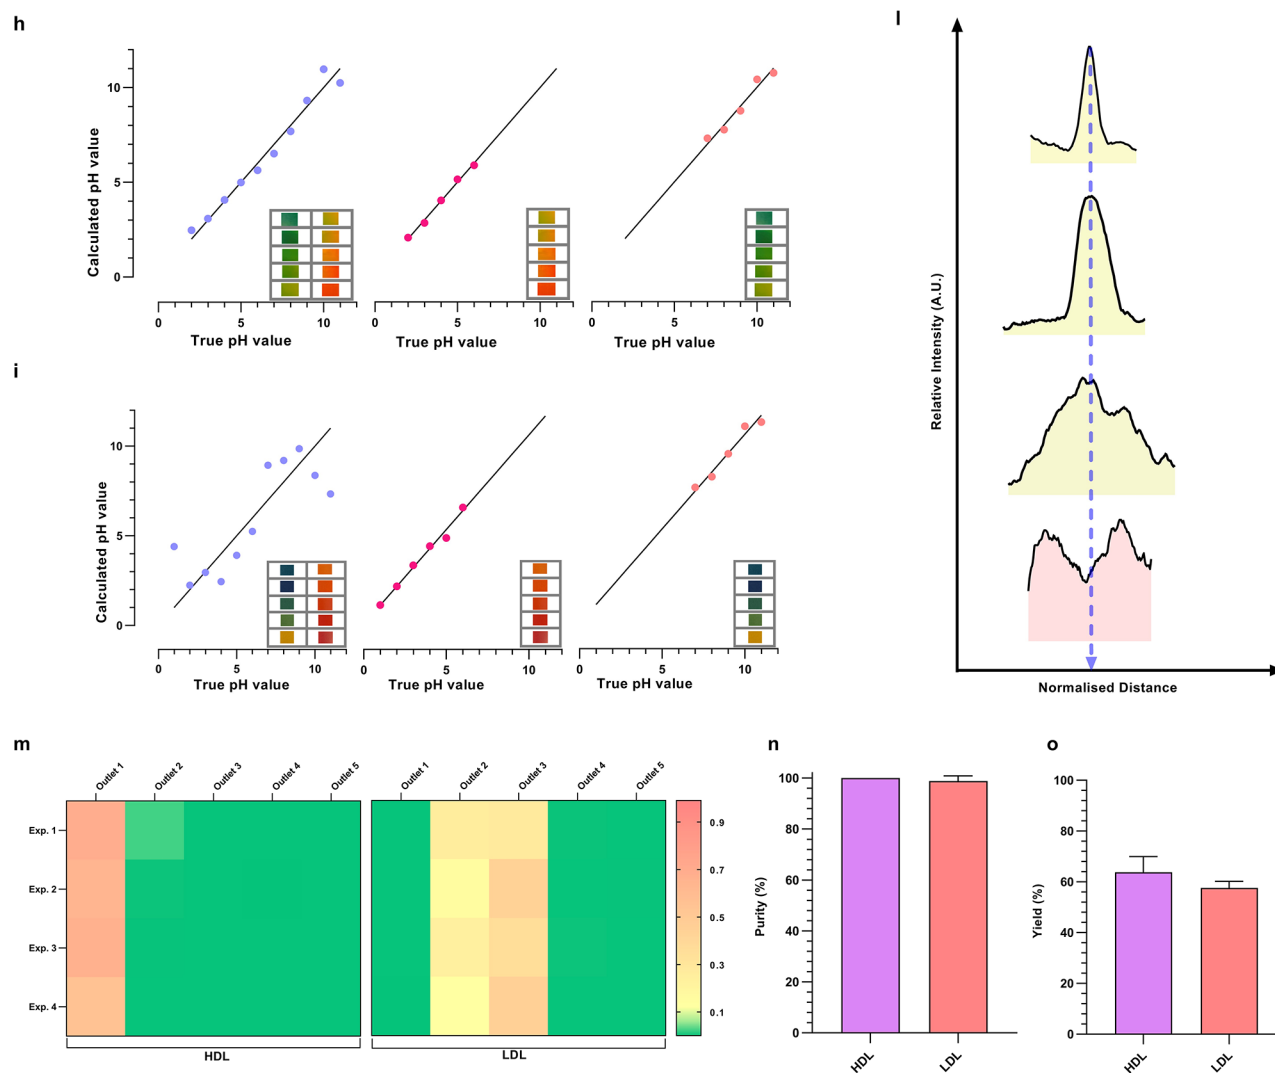 h
Calculated pH value
10
5
0
0 5 10
True pH value
0 5 10
True pH value
0 5 10
True pH value
i
Calculated pH value
10
5
0
0 5 10
True pH value
0 5 10
True pH value
0 5 10
True pH value
l
Relative Intensity (A.U.)
Normalised Distance
m
Outlet 1
Outlet 2
Outlet 3
Outlet 4
Outlet 5
Outlet 1
Outlet 2
Outlet 3
Outlet 4
Outlet 5
Exp. 1
Exp. 2
Exp. 3
Exp. 4
HDL
LDL
0.9
0.7
0.5
0.3
0.1
n
Purity (%)
100
80
60
40
20
0
HDL
LDL
o
Yield (%)
100
80
60
40
20
0
HDL
LDL